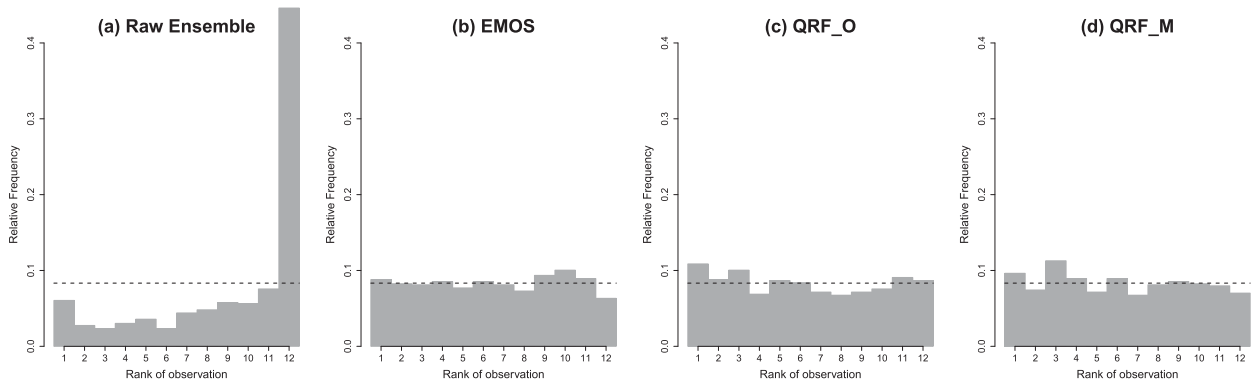 (a) Raw Ensemble
Relative Frequency
0.0 0.1 0.2 0.3 0.4
1 2 3 4 5 6 7 8 9 10 11 12
Rank of observation
(b) EMOS
Relative Frequency
0.0 0.1 0.2 0.3 0.4
1 2 3 4 5 6 7 8 9 10 11 12
Rank of observation
(c) QRF_O
Relative Frequency
0.0 0.1 0.2 0.3 0.4
1 2 3 4 5 6 7 8 9 10 11 12
Rank of observation
(d) QRF_M
Relative Frequency
0.0 0.1 0.2 0.3 0.4
1 2 3 4 5 6 7 8 9 10 11 12
Rank of observation